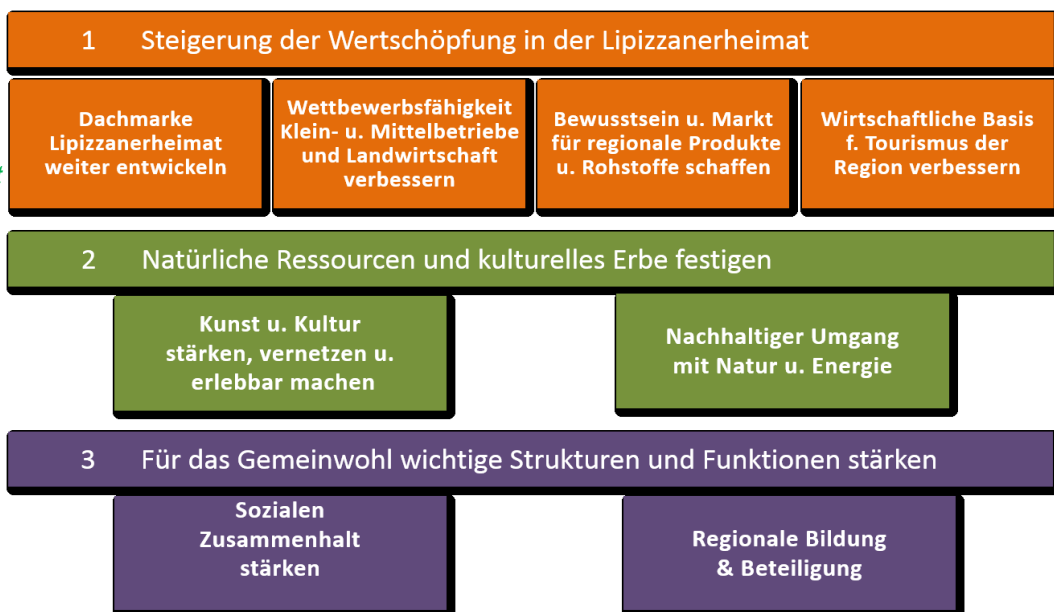 1 Steigerung der Wertschöpfung in der Lipizzanerheimat
Dachmarke
Lipizzanerheimat
weiter entwickeln
Wettbewerbsfähigkeit
Klein- u. Mittelbetriebe
und Landwirtschaft
verbessern
Bewusstsein u. Markt
für regionale Produkte
u. Rohstoffe schaffen
Wirtschaftliche Basis
f. Tourismus der
Region verbessern
2 Natürliche Ressourcen und kulturelles Erbe festigen
Kunst u. Kultur
stärken, vernetzen u.
erlebbar machen
Nachhaltiger Umgang
mit Natur u. Energie
3 Für das Gemeinwohl wichtige Strukturen und Funktionen stärken
Sozialen
Zusammenhalt
stärken
Regionale Bildung
& Beteiligung